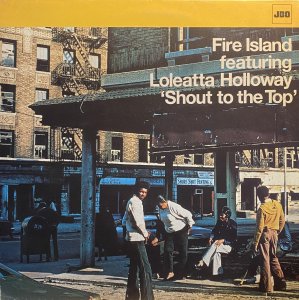 JBO
Fire Island
featuring
Loleatta Holloway
'Shout to the Top'